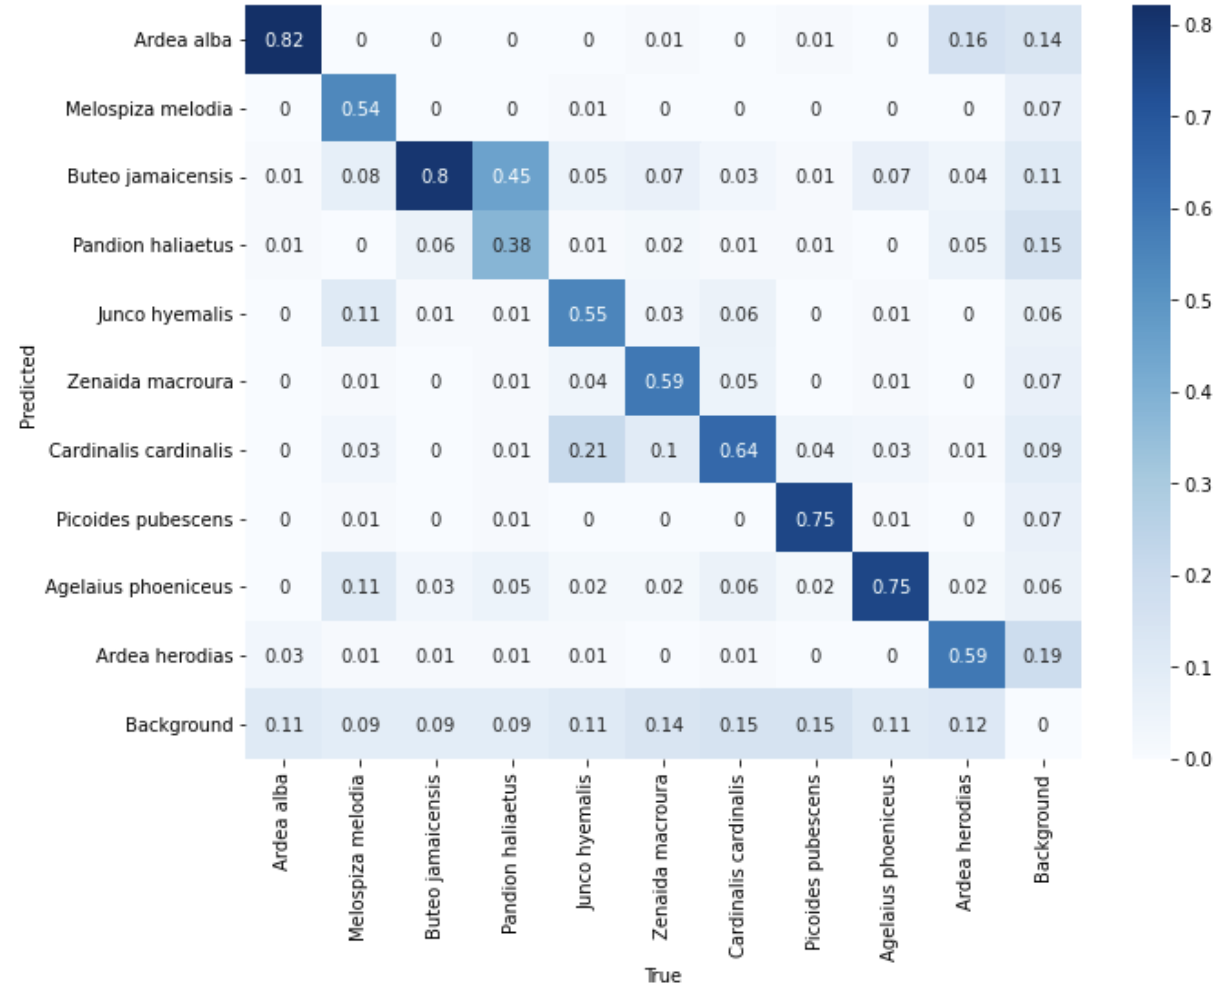 Ardea alba 0.82 0 0 0 0 0.01 0 0.01 0 0.16 0.14
Melospiza melodia 0 0.54 0 0 0.01 0 0 0 0 0 0.07
Buteo jamaicensis 0.01 0.08 0.8 0.45 0.05 0.07 0.03 0.01 0.07 0.04 0.11
Pandion haliaetus 0.01 0 0.06 0.38 0.01 0.02 0.01 0.01 0 0.05 0.15
Junco hyemalis 0 0.11 0.01 0.01 0.55 0.03 0.06 0 0.01 0 0.06
Zenaida macroura 0 0.01 0 0.01 0.04 0.59 0.05 0 0.01 0 0.07
Cardinalis cardinalis 0 0.03 0 0.01 0.21 0.1 0.64 0.04 0.03 0.01 0.09
Picoides pubescens 0 0.01 0 0.01 0 0 0 0.75 0.01 0 0.07
Agelaius phoeniceus 0 0.11 0.03 0.05 0.02 0.02 0.06 0.02 0.75 0.02 0.06
Ardea herodias 0.03 0.01 0.01 0.01 0.01 0 0.01 0 0 0.59 0.19
Background 0.11 0.09 0.09 0.09 0.11 0.14 0.15 0.15 0.11 0.12 0
Predicted
Ardea alba
Melospiza melodia
Buteo jamaicensis
Pandion haliaetus
Junco hyemalis
Zenaida macroura
Cardinalis cardinalis
Picoides pubescens
Agelaius phoeniceus
Ardea herodias
Background
True
0.8
0.7
0.6
0.5
0.4
0.3
0.2
0.1
0.0